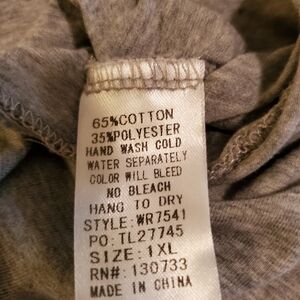 65%COTTON
35%POLYESTER
HAND WASH COLD
WATER SEPARATELY
COLOR WILL BLEED
NO BLEACH
HANG TO DRY
STYLE: WR7541
PO: TL27745
SIZE: 1XL
RN#: 130733
MADE IN CHINA